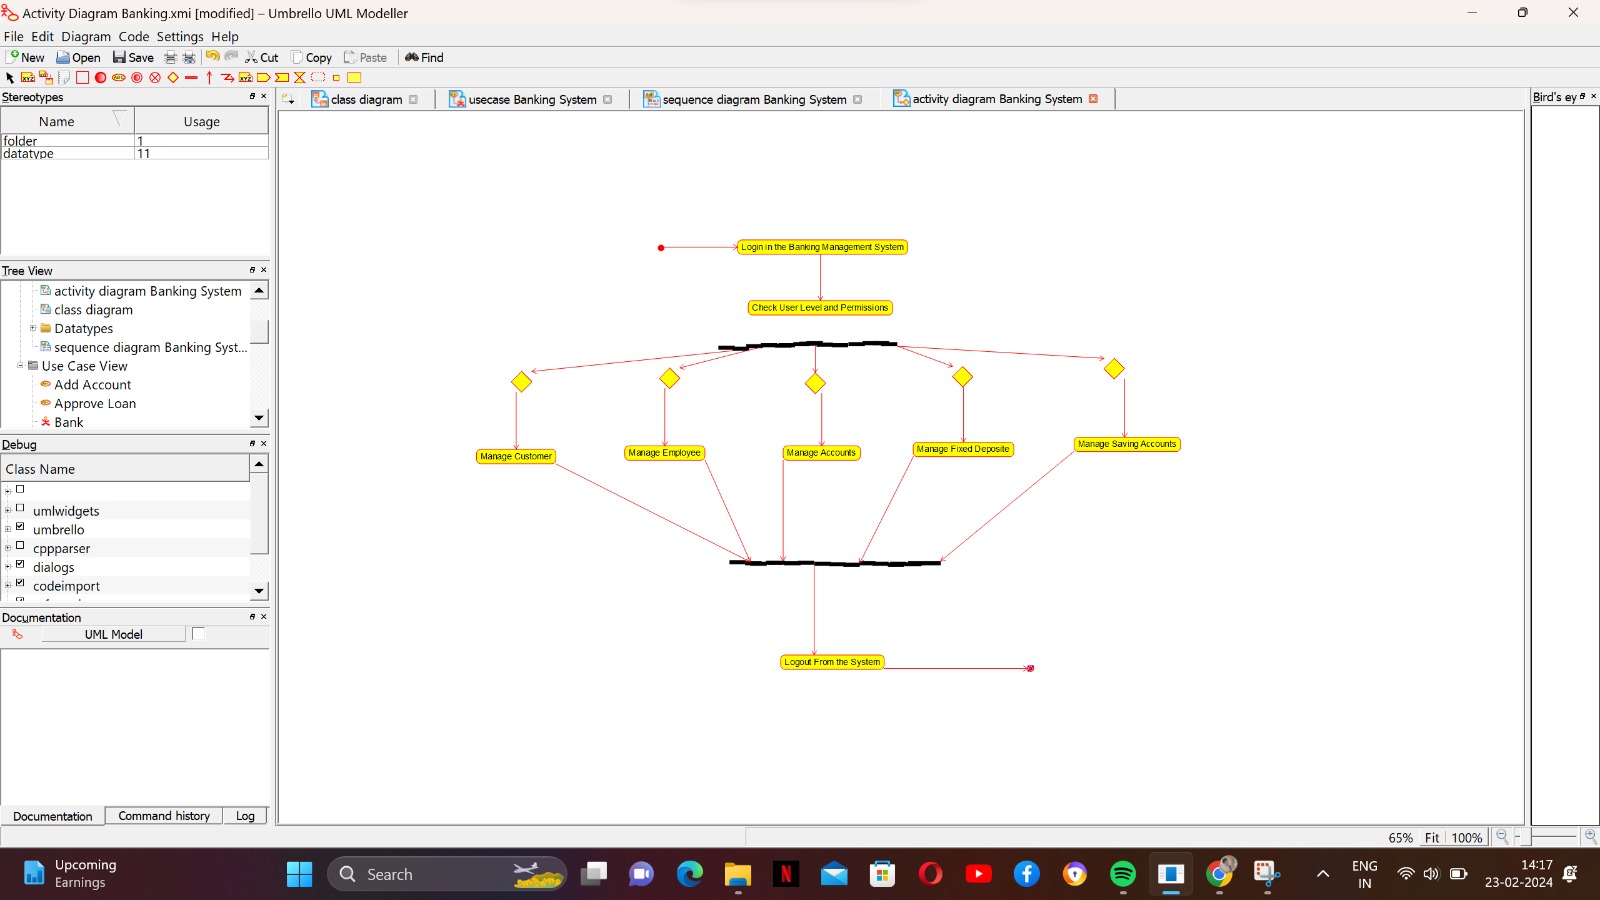 Activity Diagram Banking.xmi [modified] – Umbrello UML Modeller
File Edit Diagram Code Settings Help
New Open Save Cut Copy Paste Find
Stereotypes
Name Usage
folder 1
datatype 11
Tree View
activity diagram Banking System
class diagram
Datatypes
sequence diagram Banking Syst...
Use Case View
Add Account
Approve Loan
Bank
Debug
Class Name
umlwidgets
umbrello
cppparser
dialogs
codeimport
Documentation
UML Model
Documentation Command history Log
class diagram usecase Banking System sequence diagram Banking System activity diagram Banking System
Bird's ey
Login in the Banking Management System
Check User Level and Permissions
Manage Customer
Manage Employee
Manage Accounts
Manage Fixed Deposite
Manage Saving Accounts
Logout From the System
65% Fit 100%
Upcoming
Earnings
Search
ENG
IN
14:17
23-02-2024